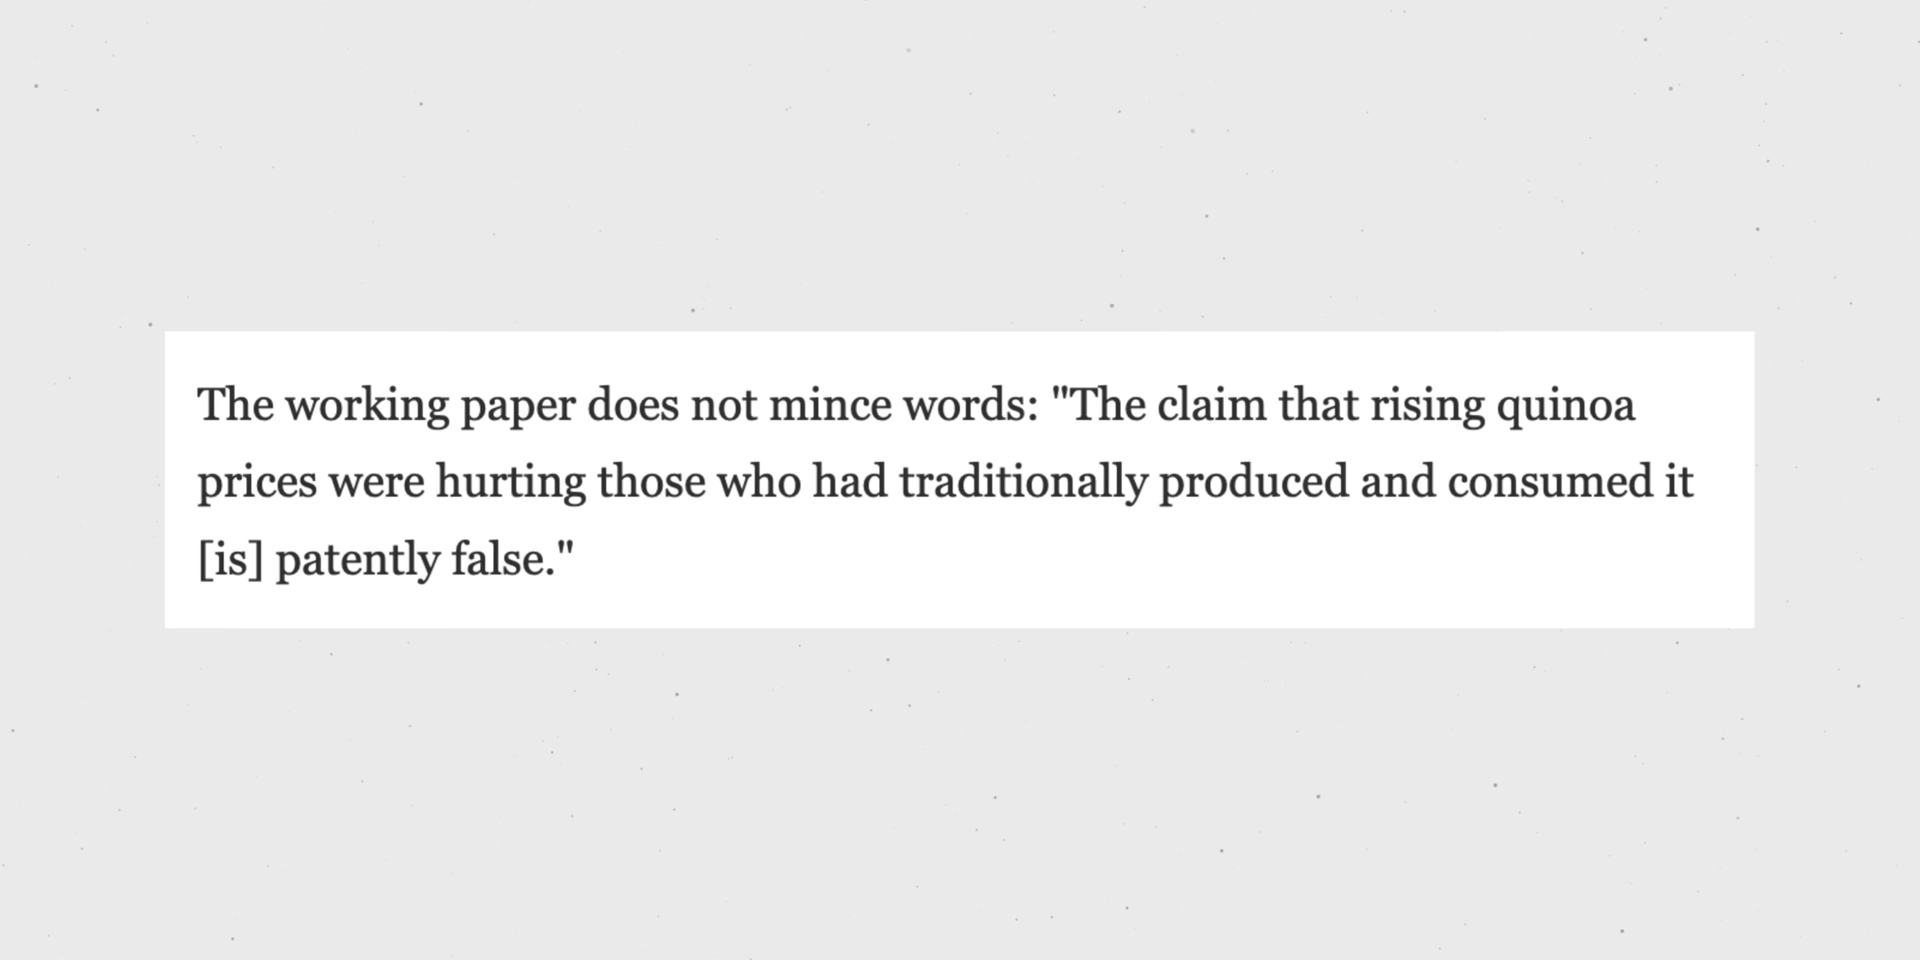 The working paper does not mince words: "The claim that rising quinoa
prices were hurting those who had traditionally produced and consumed it
[is] patently false."